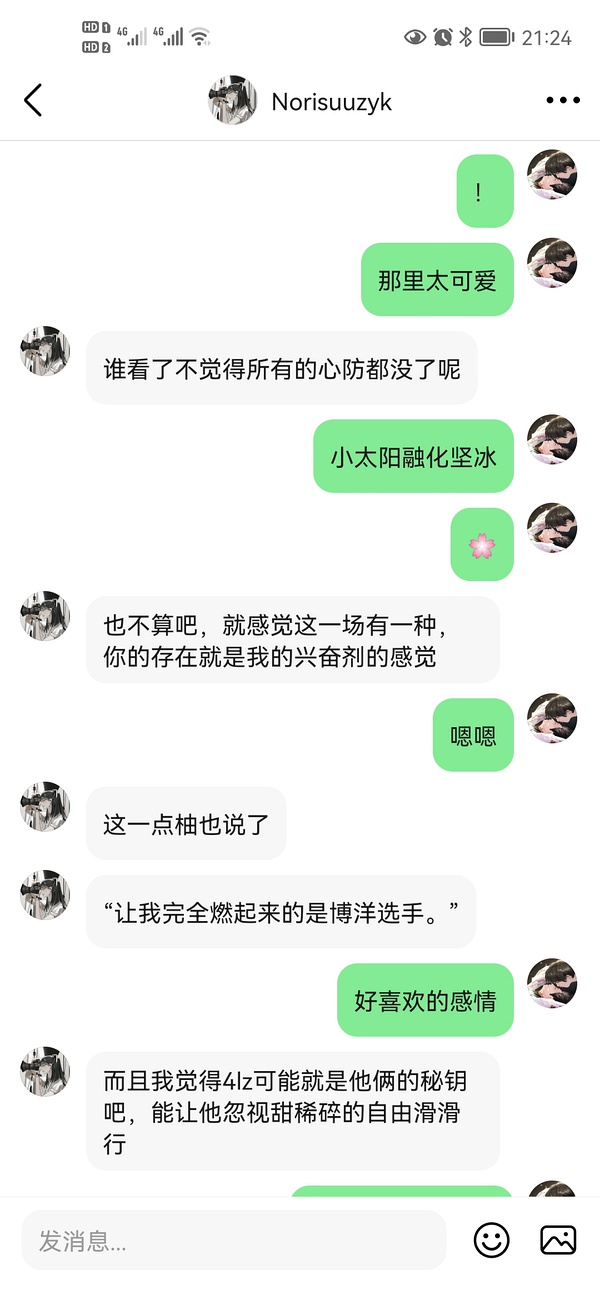 HD 1 4G 4G 21:24
HD 2
Norisuuzyk
！
那里太可爱
谁看了不觉得所有的心防都没了呢
小太阳融化坚冰
🌸
也不算吧，就感觉这一场有一种，
你的存在就是我的兴奋剂的感觉
嗯嗯
这一点柚也说了
“让我完全燃起来的是博洋选手。”
好喜欢的感情
而且我觉得4lz可能就是他俩的秘钥
吧，能让他忽视甜稀碎的自由滑滑
行
发消息...